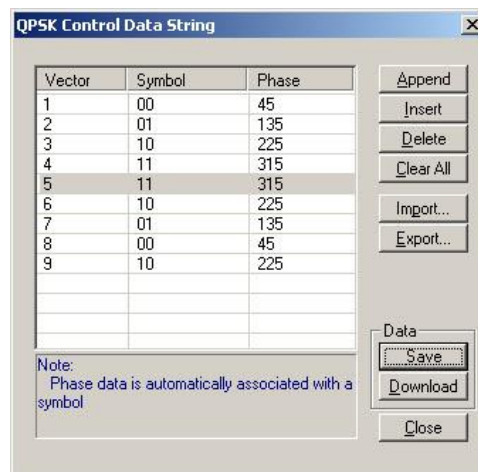 QPSK Control Data String
Vector Symbol Phase
1 00 45
2 01 135
3 10 225
4 11 315
5 11 315
6 10 225
7 01 135
8 00 45
9 10 225
Note:
Phase data is automatically associated with a
symbol
Append
Insert
Delete
Clear All
Import...
Export...
Data
Save
Download
Close